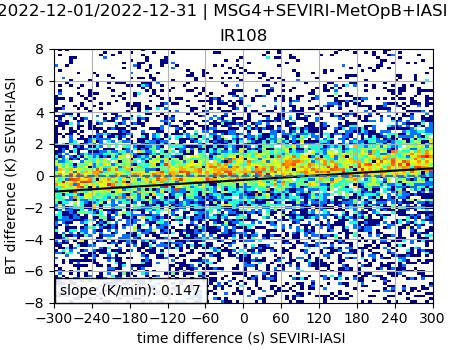 2022-12-01/2022-12-31 | MSG4+SEVIRI-MetOpB+IASI
IR108
BT difference (K) SEVIRI-IASI
8
6
4
2
0
−2
−4
−6
−8
slope (K/min): 0.147
−300 −240 −180 −120 −60 0 60 120 180 240 300
time difference (s) SEVIRI-IASI